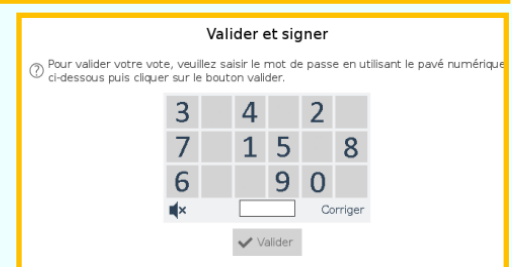 Valider et signer
Pour valider votre vote, veuillez saisir le mot de passe en utilisant le pavé numérique
ci-dessous puis cliquer sur le bouton valider.
3 4 2
7 1 5 8
6 9 0
Corriger
Valider